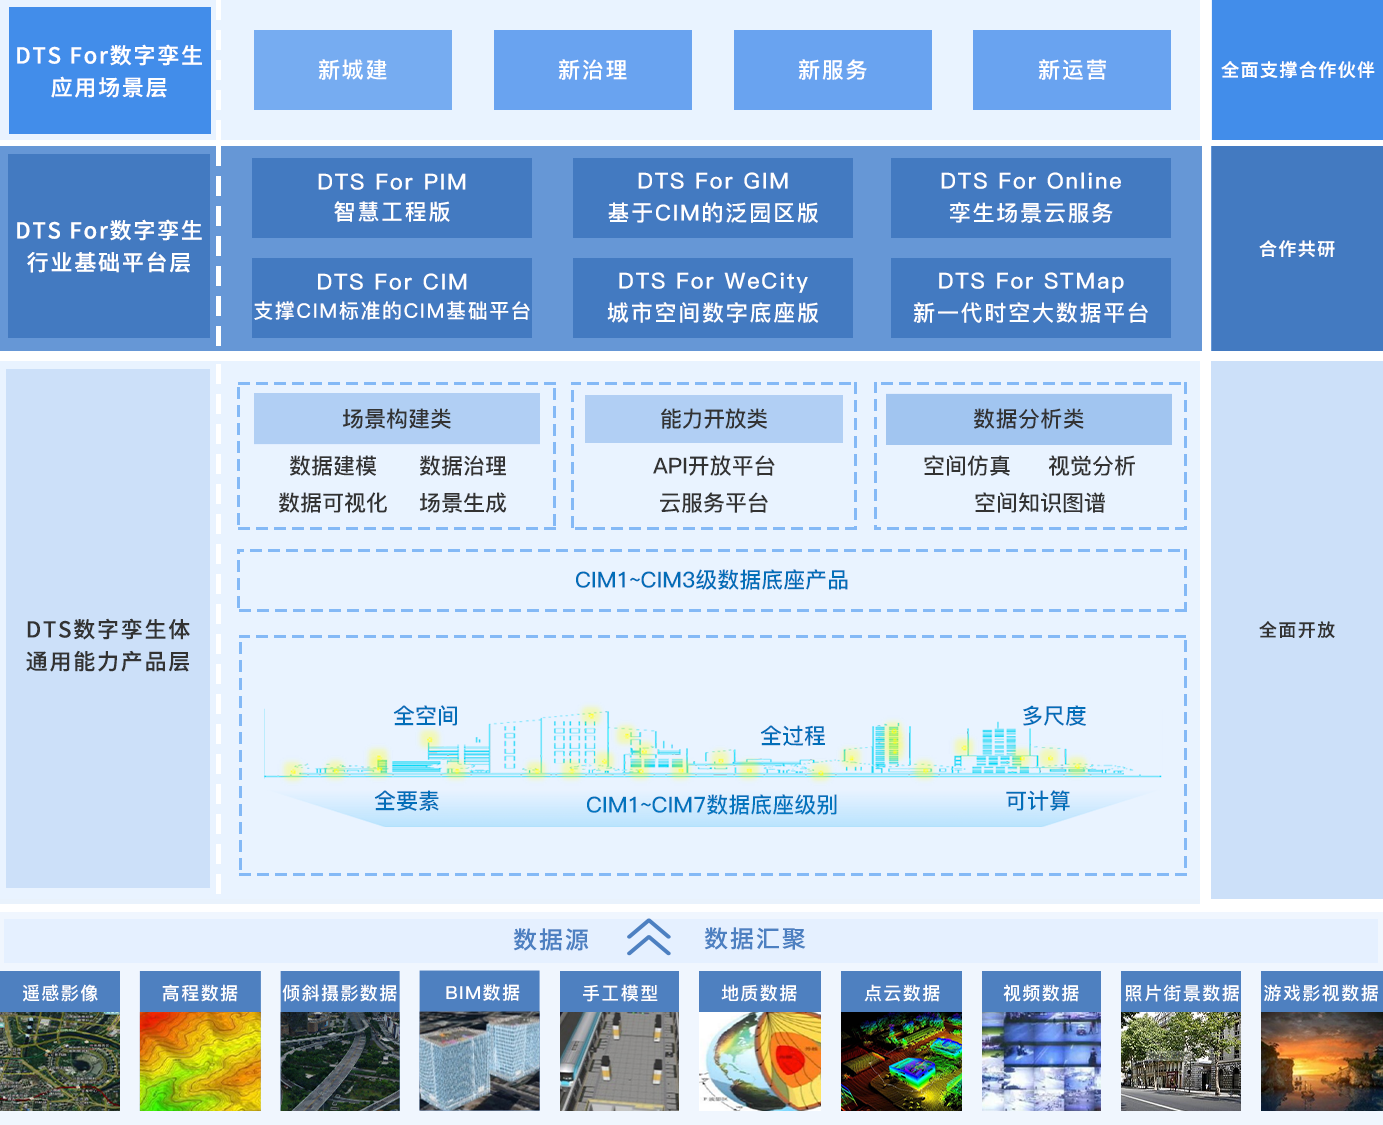 DTS For数字孪生
应用场景层
新城建
新治理
新服务
新运营
全面支撑合作伙伴
DTS For数字孪生
行业基础平台层
DTS For PIM
智慧工程版
DTS For GIM
基于CIM的泛园区版
DTS For Online
孪生场景云服务
DTS For CIM
支撑CIM标准的CIM基础平台
DTS For WeCity
城市空间数字底座版
DTS For STMap
新一代时空大数据平台
合作共研
DTS数字孪生体
通用能力产品层
场景构建类
数据建模 数据治理
数据可视化 场景生成
能力开放类
API开放平台
云服务平台
数据分析类
空间仿真 视觉分析
空间知识图谱
CIM1~CIM3级数据底座产品
全空间
全过程
多尺度
全要素
CIM1~CIM7数据底座级别
可计算
全面开放
数据源 数据汇聚
遥感影像
高程数据
倾斜摄影数据
BIM数据
手工模型
地质数据
点云数据
视频数据
照片街景数据
游戏影视数据